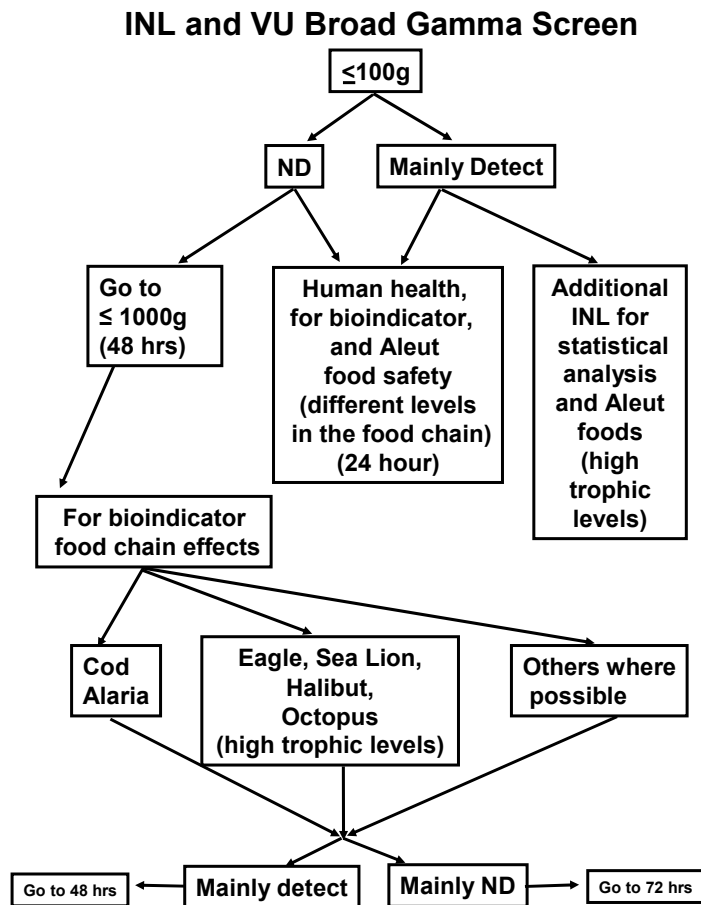 INL and VU Broad Gamma Screen
≤100g
ND
Mainly Detect
Go to
≤ 1000g
(48 hrs)
Human health,
for bioindicator,
and Aleut
food safety
(different levels
in the food chain)
(24 hour)
Additional
INL for
statistical
analysis
and Aleut
foods
(high
trophic
levels)
For bioindicator
food chain effects
Cod
Alaria
Eagle, Sea Lion,
Halibut,
Octopus
(high trophic levels)
Others where
possible
Go to 48 hrs
Mainly detect
Mainly ND
Go to 72 hrs